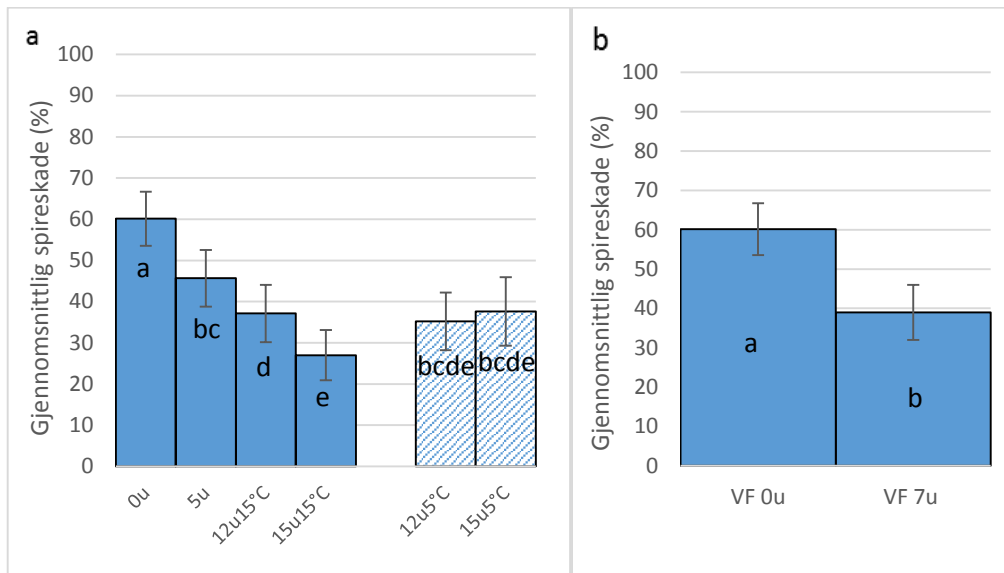 a
Gjennomsnittlig spireskade (%)
100
90
80
70
60
50
40
30
20
10
0
a
bc
d
e
bcde
bcde
0u
5u
12u15°C
15u15°C
12u5°C
15u5°C
b
Gjennomsnittlig spireskade (%)
100
90
80
70
60
50
40
30
20
10
0
a
b
VF 0u
VF 7u